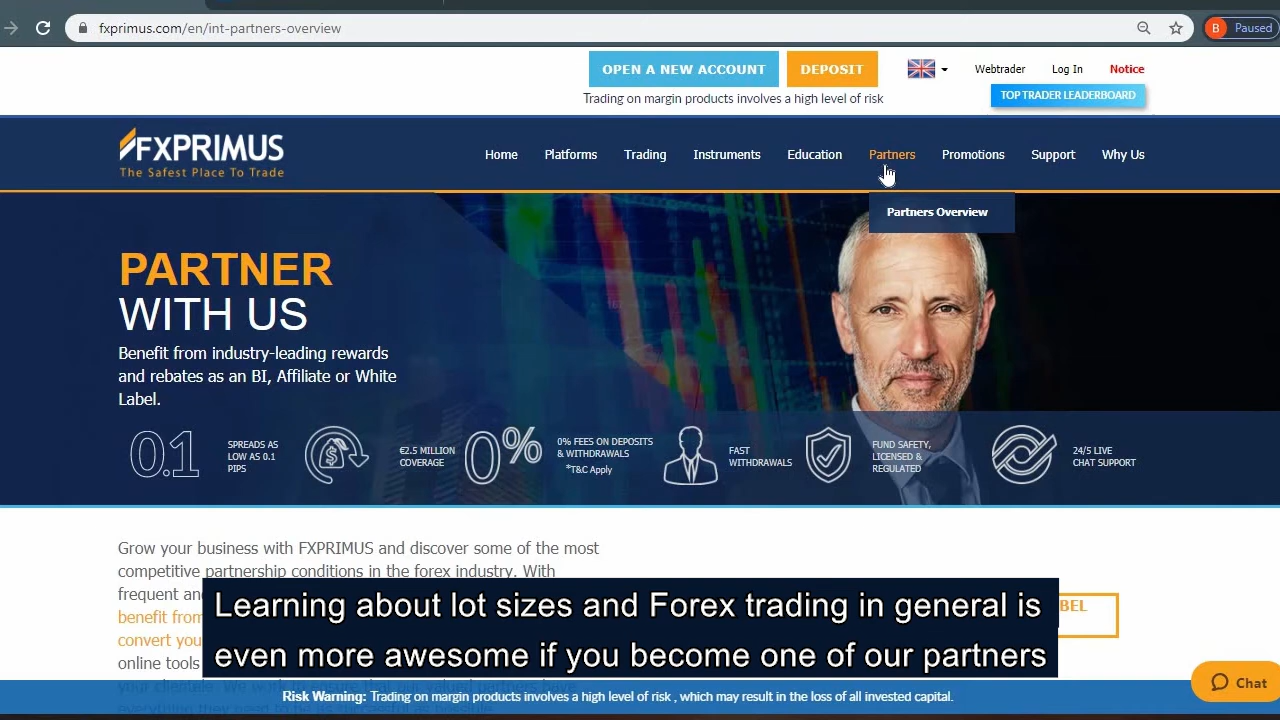 fxprimus.com/en/int-partners-overview
B Paused
OPEN A NEW ACCOUNT
DEPOSIT
Webtrader
Log In
Notice
Trading on margin products involves a high level of risk
TOP TRADER LEADERBOARD
FXPRIMUS
The Safest Place To Trade
Home
Platforms
Trading
Instruments
Education
Partners
Promotions
Support
Why Us
Partners Overview
PARTNER
WITH US
Benefit from industry-leading rewards
and rebates as an BI, Affiliate or White
Label.
0.1
SPREADS AS
LOW AS 0.1
PIPS
€2.5 MILLION
COVERAGE
0%
0% FEES ON DEPOSITS
& WITHDRAWALS
*T&C Apply
FAST
WITHDRAWALS
FUND SAFETY,
LICENSED &
REGULATED
24/5 LIVE
CHAT SUPPORT
Grow your business with FXPRIMUS and discover some of the most
competitive partnership conditions in the forex industry. With
frequent
benefit from
convert you
online tools
Learning about lot sizes and Forex trading in general is
even more awesome if you become one of our partners
Chat
Risk Warning: Trading on margin products involves a high level of risk , which may result in the loss of all invested capital.